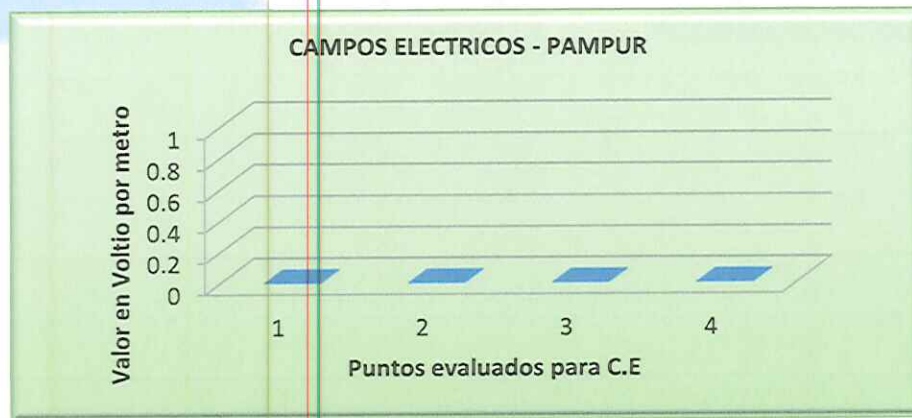 CAMPOS ELECTRICOS - PAMPUR
Valor en Voltio por metro
1
0.8
0.6
0.4
0.2
0
1 2 3 4
Puntos evaluados para C.E